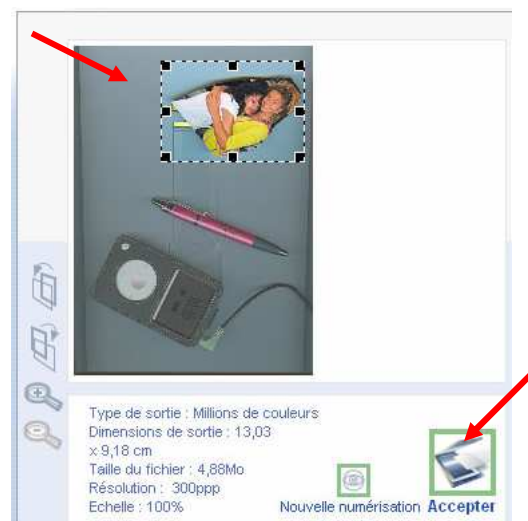 Type de sortie : Millions de couleurs
Dimensions de sortie : 13,03
x 9,18 cm
Taille du fichier : 4,88Mo
Résolution : 300ppp
Echelle : 100%
Nouvelle numérisation Accepter